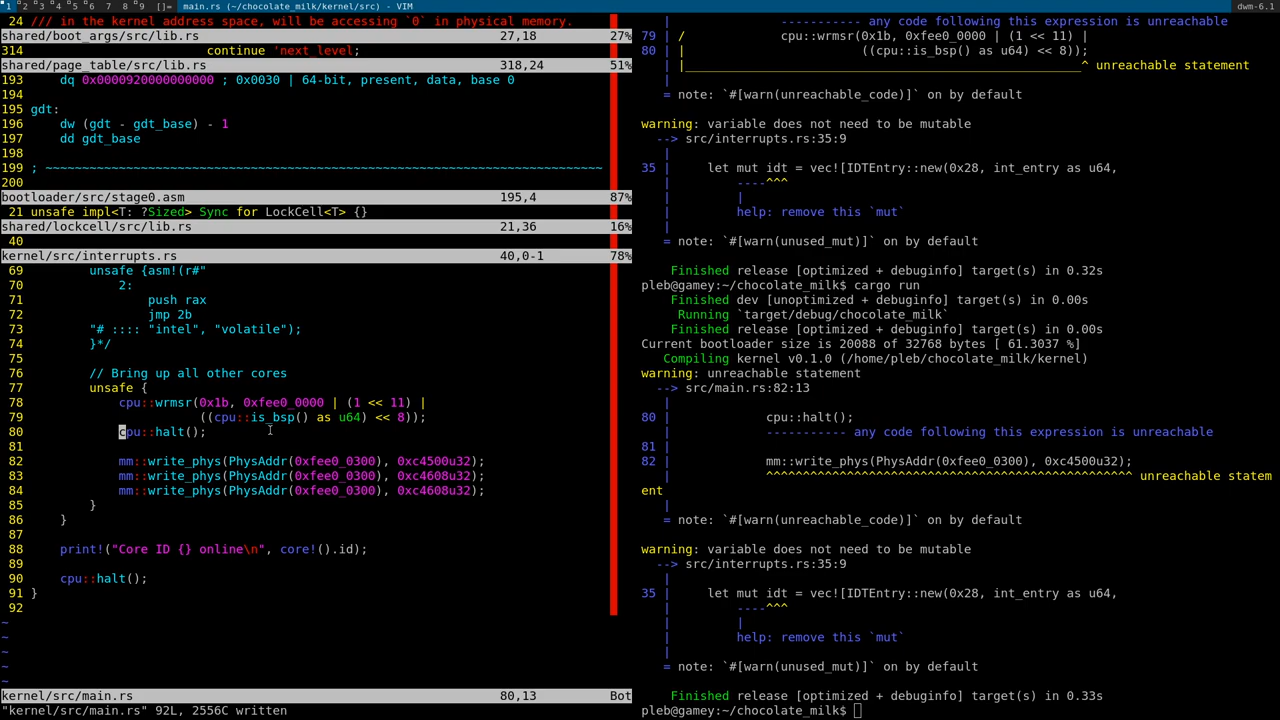 1 2 3 4 5 6 7 8 9 []= main.rs (~/chocolate_milk/kernel/src) - VIM
dwm-6.1
24 /// in the kernel address space, will be accessing `0` in physical memory.
shared/boot_args/src/lib.rs 27,18 27%
314 continue 'next_level;
shared/page_table/src/lib.rs 318,24 51%
193 dq 0x0000920000000000 ; 0x0030 | 64-bit, present, data, base 0
194
195 gdt:
196 dw (gdt - gdt_base) - 1
197 dd gdt_base
198
199 ; ~~~~~~~~~~~~~~~~~~~~~~~~~~~~~~~~~~~~~~~~~~~~~~~~~~~~~~~~~~~~~~~~~~~~~~~~~~~~
200
bootloader/src/stage0.asm 195,4 87%
21 unsafe impl<T: ?Sized> Sync for LockCell<T> {}
shared/lockcell/src/lib.rs 21,36 16%
40
kernel/src/interrupts.rs 40,0-1 78%
69 unsafe {asm!(r#"
70 2:
71 push rax
72 jmp 2b
73 "# :::: "intel", "volatile");
74 }*/
75
76 // Bring up all other cores
77 unsafe {
78 cpu::wrmsr(0x1b, 0xfee0_0000 | (1 << 11) |
79 ((cpu::is_bsp() as u64) << 8));
80 cpu::halt();
81
82 mm::write_phys(PhysAddr(0xfee0_0300), 0xc4500u32);
83 mm::write_phys(PhysAddr(0xfee0_0300), 0xc4608u32);
84 mm::write_phys(PhysAddr(0xfee0_0300), 0xc4608u32);
85 }
86 }
87
88 print!("Core ID {} online\n", core!().id);
89
90 cpu::halt();
91 }
92
~
~
~
~
~
kernel/src/main.rs 80,13 Bot
"kernel/src/main.rs" 92L, 2556C written
| ----------- any code following this expression is unreachable
79 | / cpu::wrmsr(0x1b, 0xfee0_0000 | (1 << 11) |
80 | | ((cpu::is_bsp() as u64) << 8));
| |______________________________________________________^ unreachable statement
|
= note: `#[warn(unreachable_code)]` on by default
warning: variable does not need to be mutable
--> src/interrupts.rs:35:9
|
35 | let mut idt = vec![IDTEntry::new(0x28, int_entry as u64,
| ----^^^
| |
| help: remove this `mut`
|
= note: `#[warn(unused_mut)]` on by default
Finished release [optimized + debuginfo] target(s) in 0.32s
pleb@gamey:~/chocolate_milk$ cargo run
Finished dev [unoptimized + debuginfo] target(s) in 0.00s
Running `target/debug/chocolate_milk`
Finished release [optimized + debuginfo] target(s) in 0.00s
Current bootloader size is 20088 of 32768 bytes [ 61.3037 %]
Compiling kernel v0.1.0 (/home/pleb/chocolate_milk/kernel)
warning: unreachable statement
--> src/main.rs:82:13
|
80 | cpu::halt();
| ----------- any code following this expression is unreachable
81 |
82 | mm::write_phys(PhysAddr(0xfee0_0300), 0xc4500u32);
| ^^^^^^^^^^^^^^^^^^^^^^^^^^^^^^^^^^^^^^^^^^^^^^^^^^ unreachable statem
ent
|
= note: `#[warn(unreachable_code)]` on by default
warning: variable does not need to be mutable
--> src/interrupts.rs:35:9
|
35 | let mut idt = vec![IDTEntry::new(0x28, int_entry as u64,
| ----^^^
| |
| help: remove this `mut`
|
= note: `#[warn(unused_mut)]` on by default
Finished release [optimized + debuginfo] target(s) in 0.33s
pleb@gamey:~/chocolate_milk$